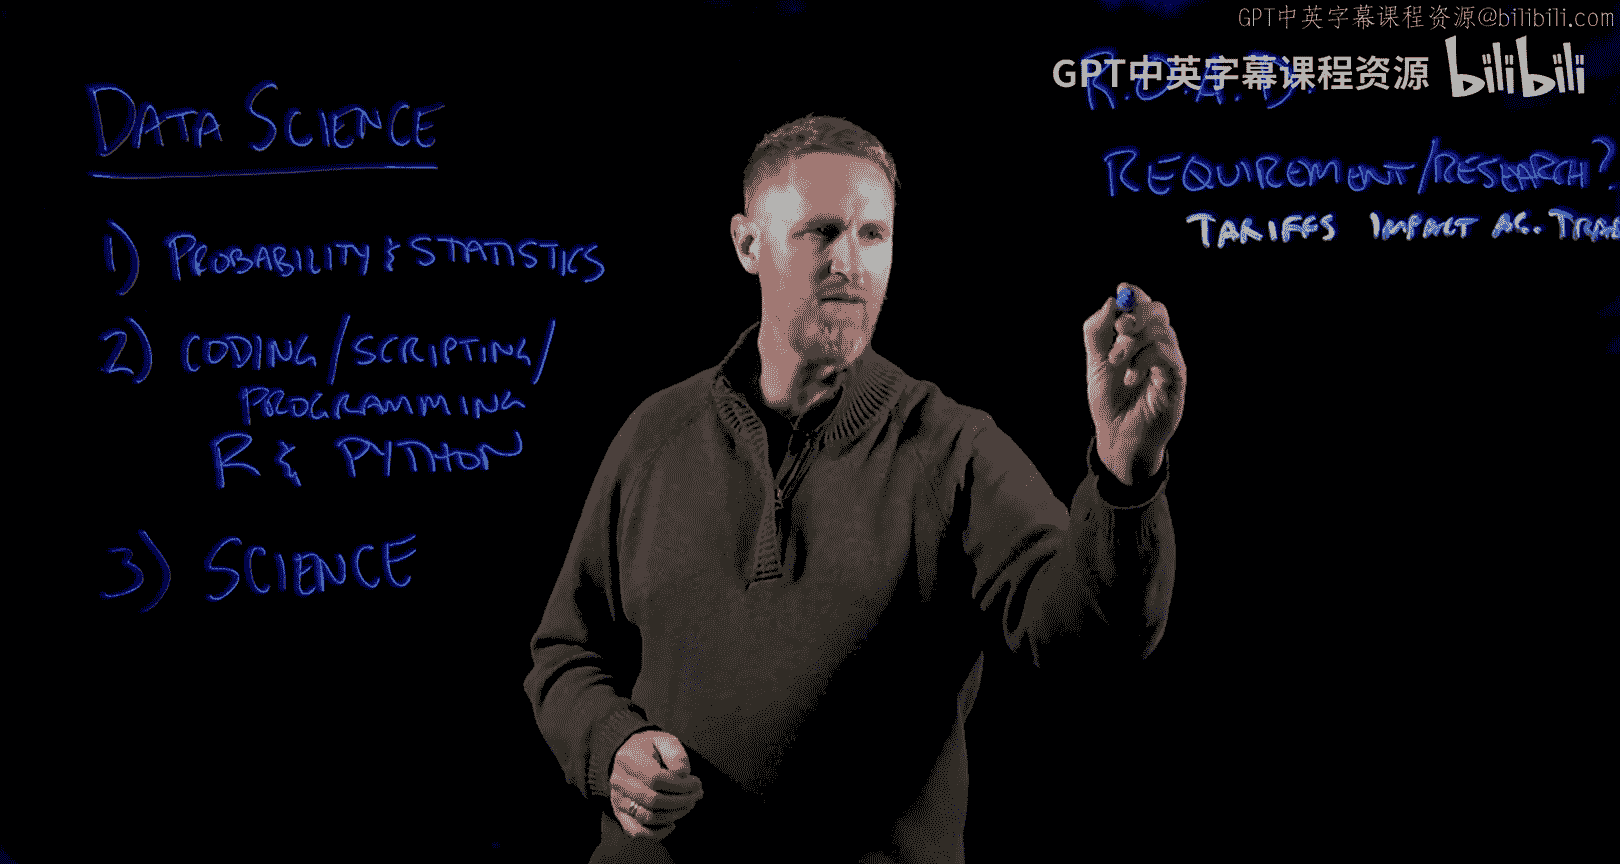 GPT中英字幕课程资源@bilibili.com
GPT中英字幕课程资源 bilibili
R.O.A.D.
DATA SCIENCE
REQUIREMENT/RESEARCH?
TARIFFS IMPACT AG. TRAD
1) PROBABILITY & STATISTICS
2) CODING/SCRIPTING/
PROGRAMMING
R & PYTHON
3) SCIENCE